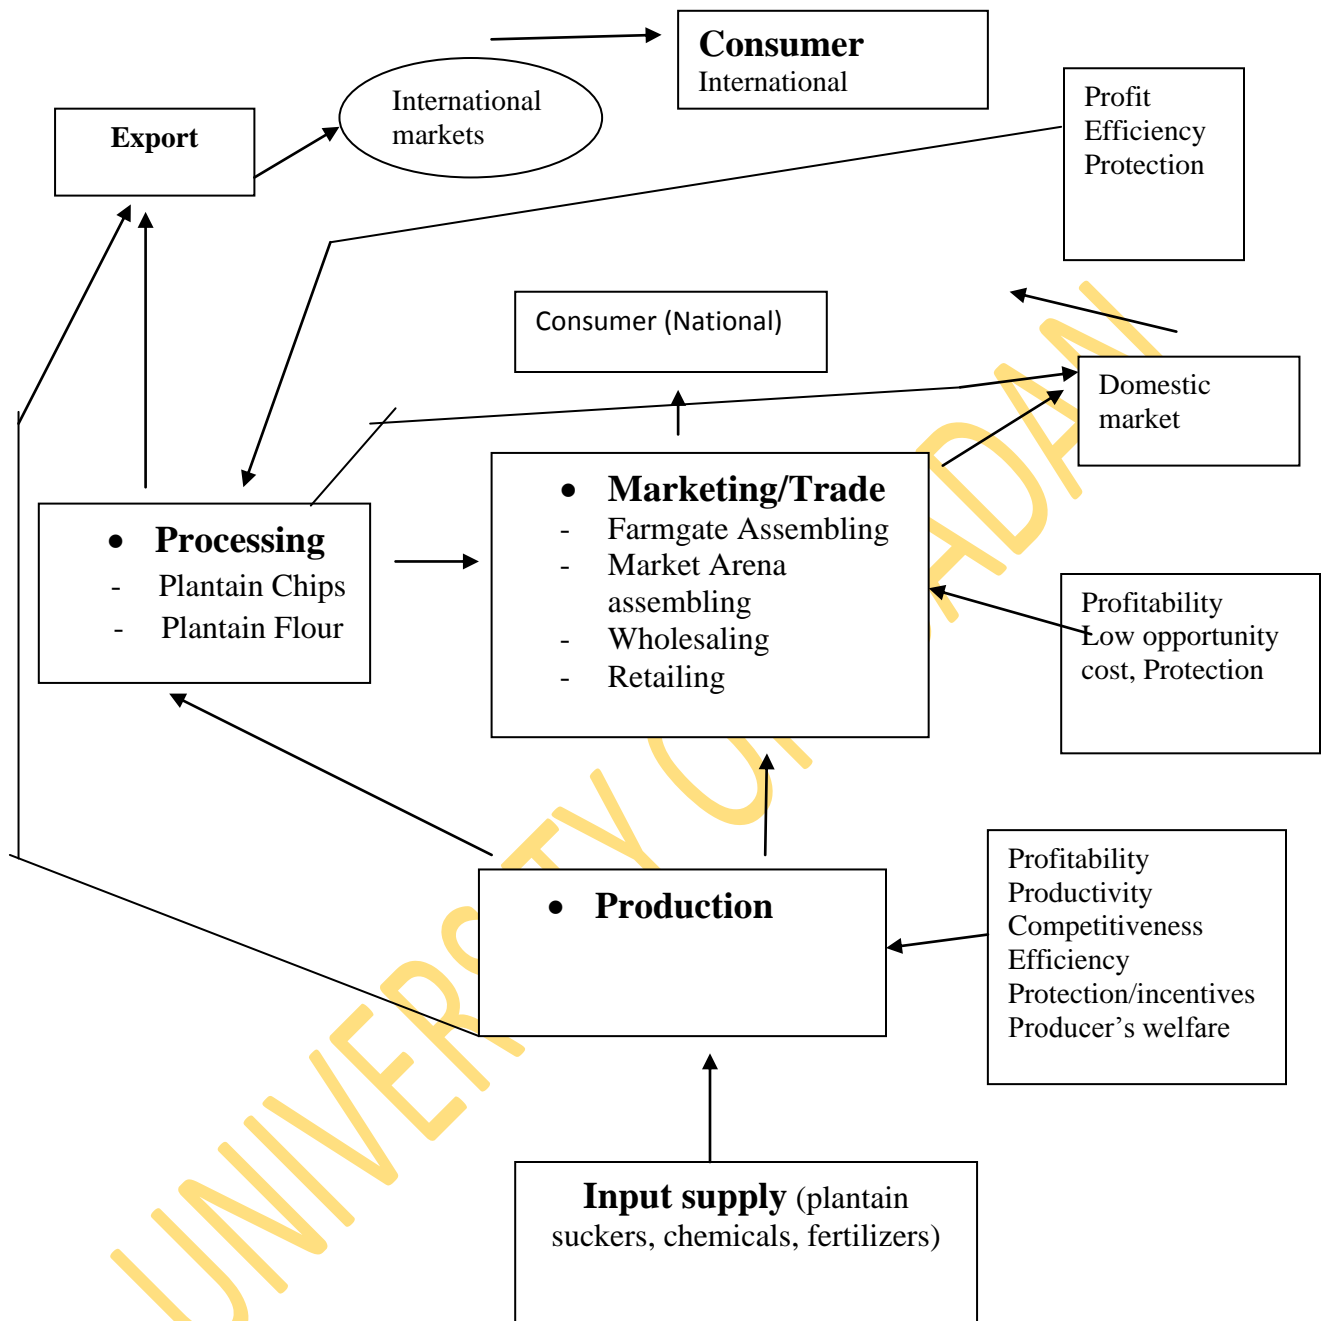 Consumer
International
International
markets
Export
Profit
Efficiency
Protection
Consumer (National)
Domestic
market
• Marketing/Trade
- Farmgate Assembling
- Market Arena
assembling
- Wholesaling
- Retailing
• Processing
- Plantain Chips
- Plantain Flour
Profitability
Low opportunity
cost, Protection
Profitability
Productivity
Competitiveness
Efficiency
Protection/incentives
Producer’s welfare
• Production
Input supply (plantain
suckers, chemicals, fertilizers)
UNIVERSITY OF IBADAN